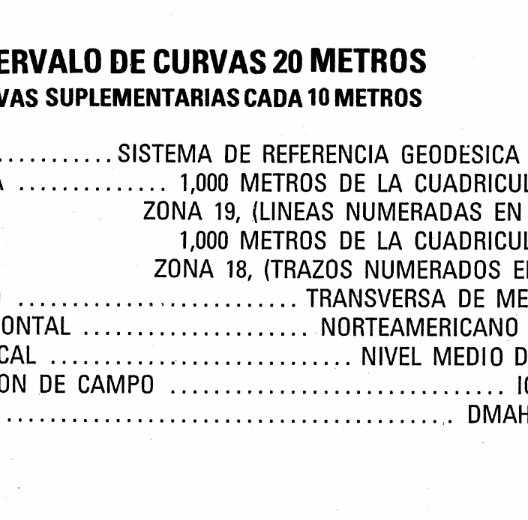 ERVALO DE CURVAS 20 METROS
VAS SUPLEMENTARIAS CADA 10 METROS
........... SISTEMA DE REFERENCIA GEODESICA
A .............. 1,000 METROS DE LA CUADRICUL
ZONA 19, (LINEAS NUMERADAS EN
1,000 METROS DE LA CUADRICUL
ZONA 18, (TRAZOS NUMERADOS E
......................... TRANSVERSA DE ME
ONTAL ..................... NORTEAMERICANO
CAL ........................... NIVEL MEDIO D
ON DE CAMPO ............................... I
......................................... DMAH